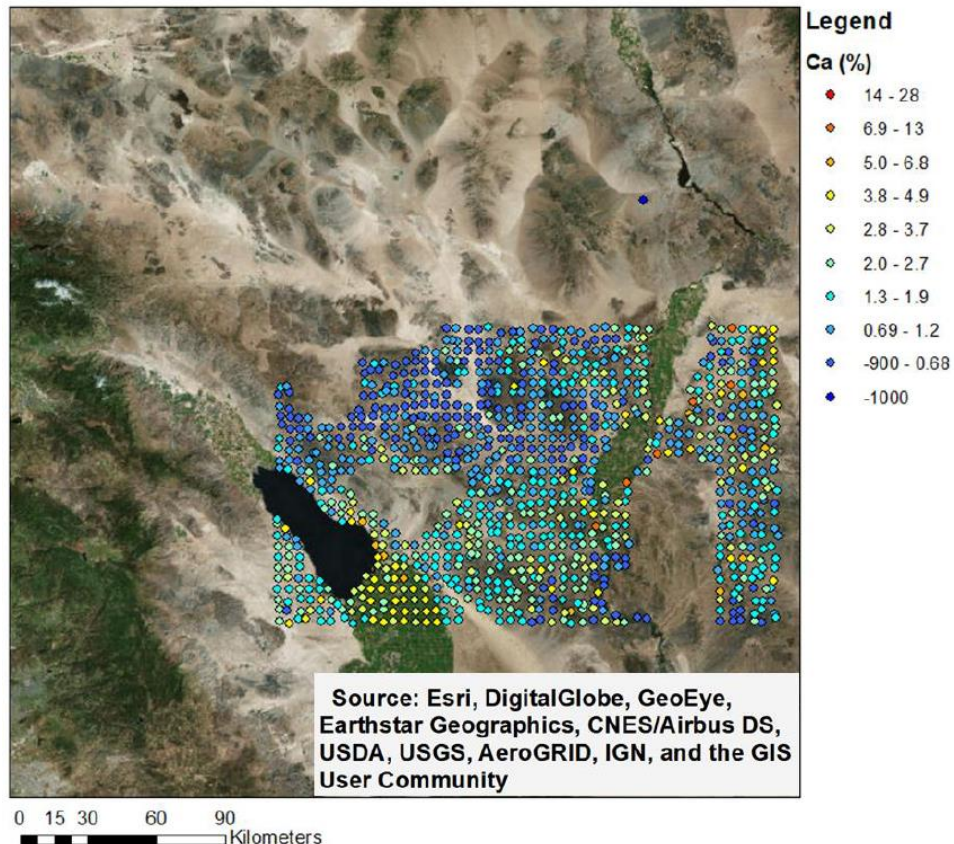 Legend
Ca (%)
14 - 28
6.9 - 13
5.0 - 6.8
3.8 - 4.9
2.8 - 3.7
2.0 - 2.7
1.3 - 1.9
0.69 - 1.2
-900 - 0.68
-1000
Source: Esri, DigitalGlobe, GeoEye,
Earthstar Geographics, CNES/Airbus DS,
USDA, USGS, AeroGRID, IGN, and the GIS
User Community
0 15 30 60 90
Kilometers